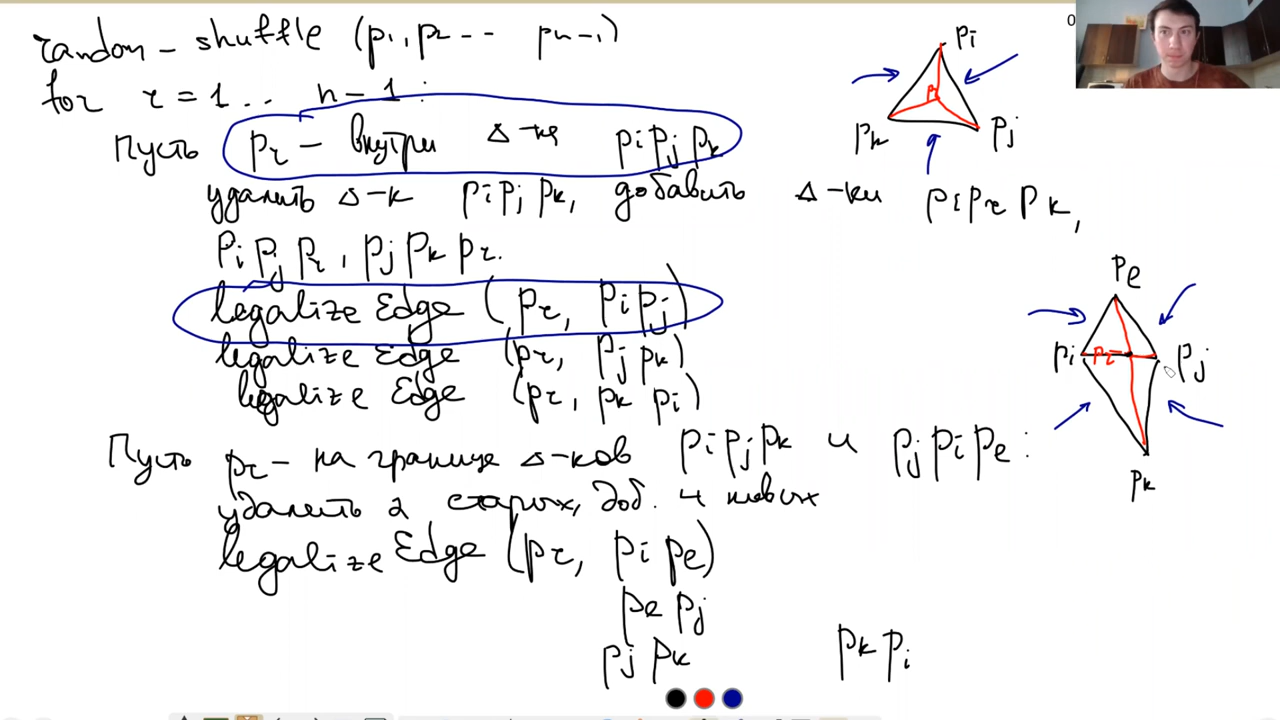 random-shuffle (p1, p2 ... pn-1)
for r = 1 .. n-1 :
Пусть pr – внутри Δ-ка pi pj pk
удалить Δ-к pi pj pk, добавить Δ-ки pi pr pk,
pi pj pr, pj pk pr.
legalize Edge (pr, pi pj)
legalize Edge (pr, pj pk)
legalize Edge (pr, pk pi)
Пусть pr – на границе Δ-ков pi pj pk и pj pi pe :
удалить 2 старых, доб. 4 новых
legalize Edge (pr, pi pe)
pe pj
pj pk
pk pi
pi
pr
pk
pj
pe
pi
pr
pj
pk